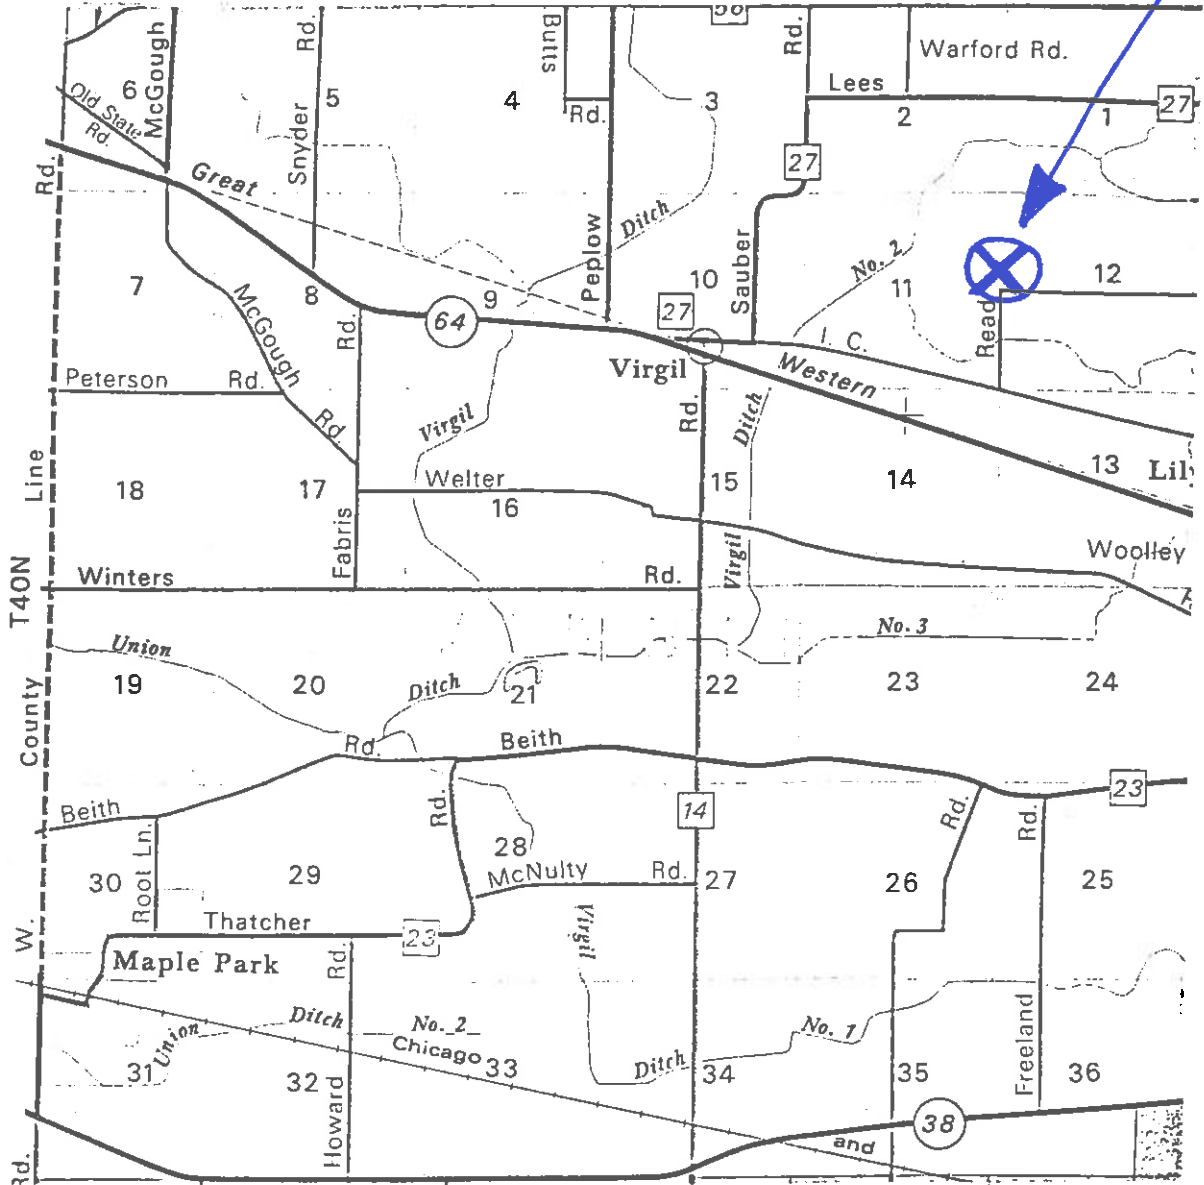 McGough
Snyder
Rd.
Butts
Rd.
Rd.
Warford Rd.
Lees
27
6
5
4
3
2
1
Old State
Rd.
Rd.
27
Great
Ditch
Peplow
Sauber
No. 2
7
8
9
10
11
12
McGough
Rd.
64
27
Read
I. C.
Virgil
Western
Peterson Rd.
Rd.
Virgil
Rd.
Ditch
Line
18
17
Welter
16
15
14
13
Fabris
Virgil
Woolley
T40N
Winters Rd.
Union
No. 3
19
20
Ditch
21
22
23
24
County
Rd.
Beith
23
Beith
Rd.
14
Rd.
Rd.
Root Ln.
28
30
29
McNulty Rd.
27
26
25
Thatcher
23
Virgil
W.
Maple Park
Rd.
Union
Ditch
No. 2
Chicago
No. 1
Freeland
31
32
33
Ditch
34
35
36
Howard
38
and
Rd.